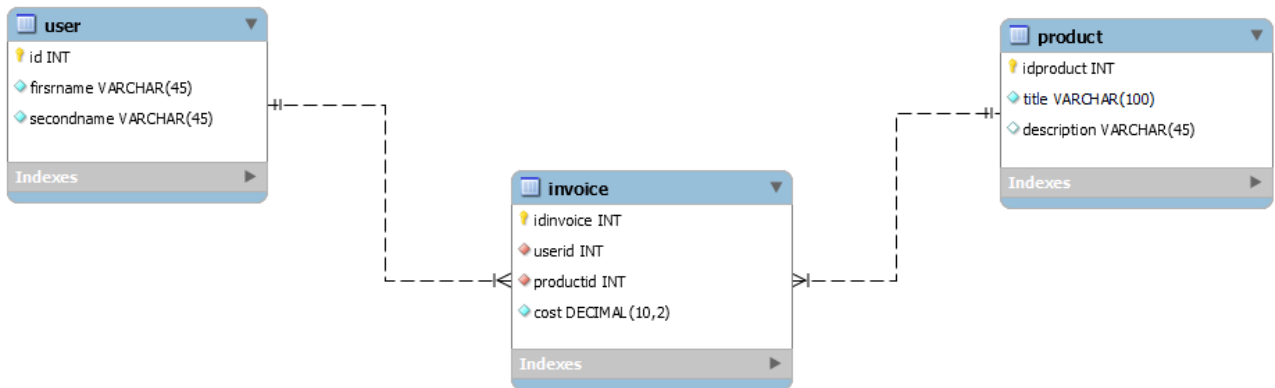 user
id INT
firsrname VARCHAR(45)
secondname VARCHAR(45)
Indexes
product
idproduct INT
title VARCHAR(100)
description VARCHAR(45)
Indexes
invoice
idinvoice INT
userid INT
productid INT
cost DECIMAL(10,2)
Indexes